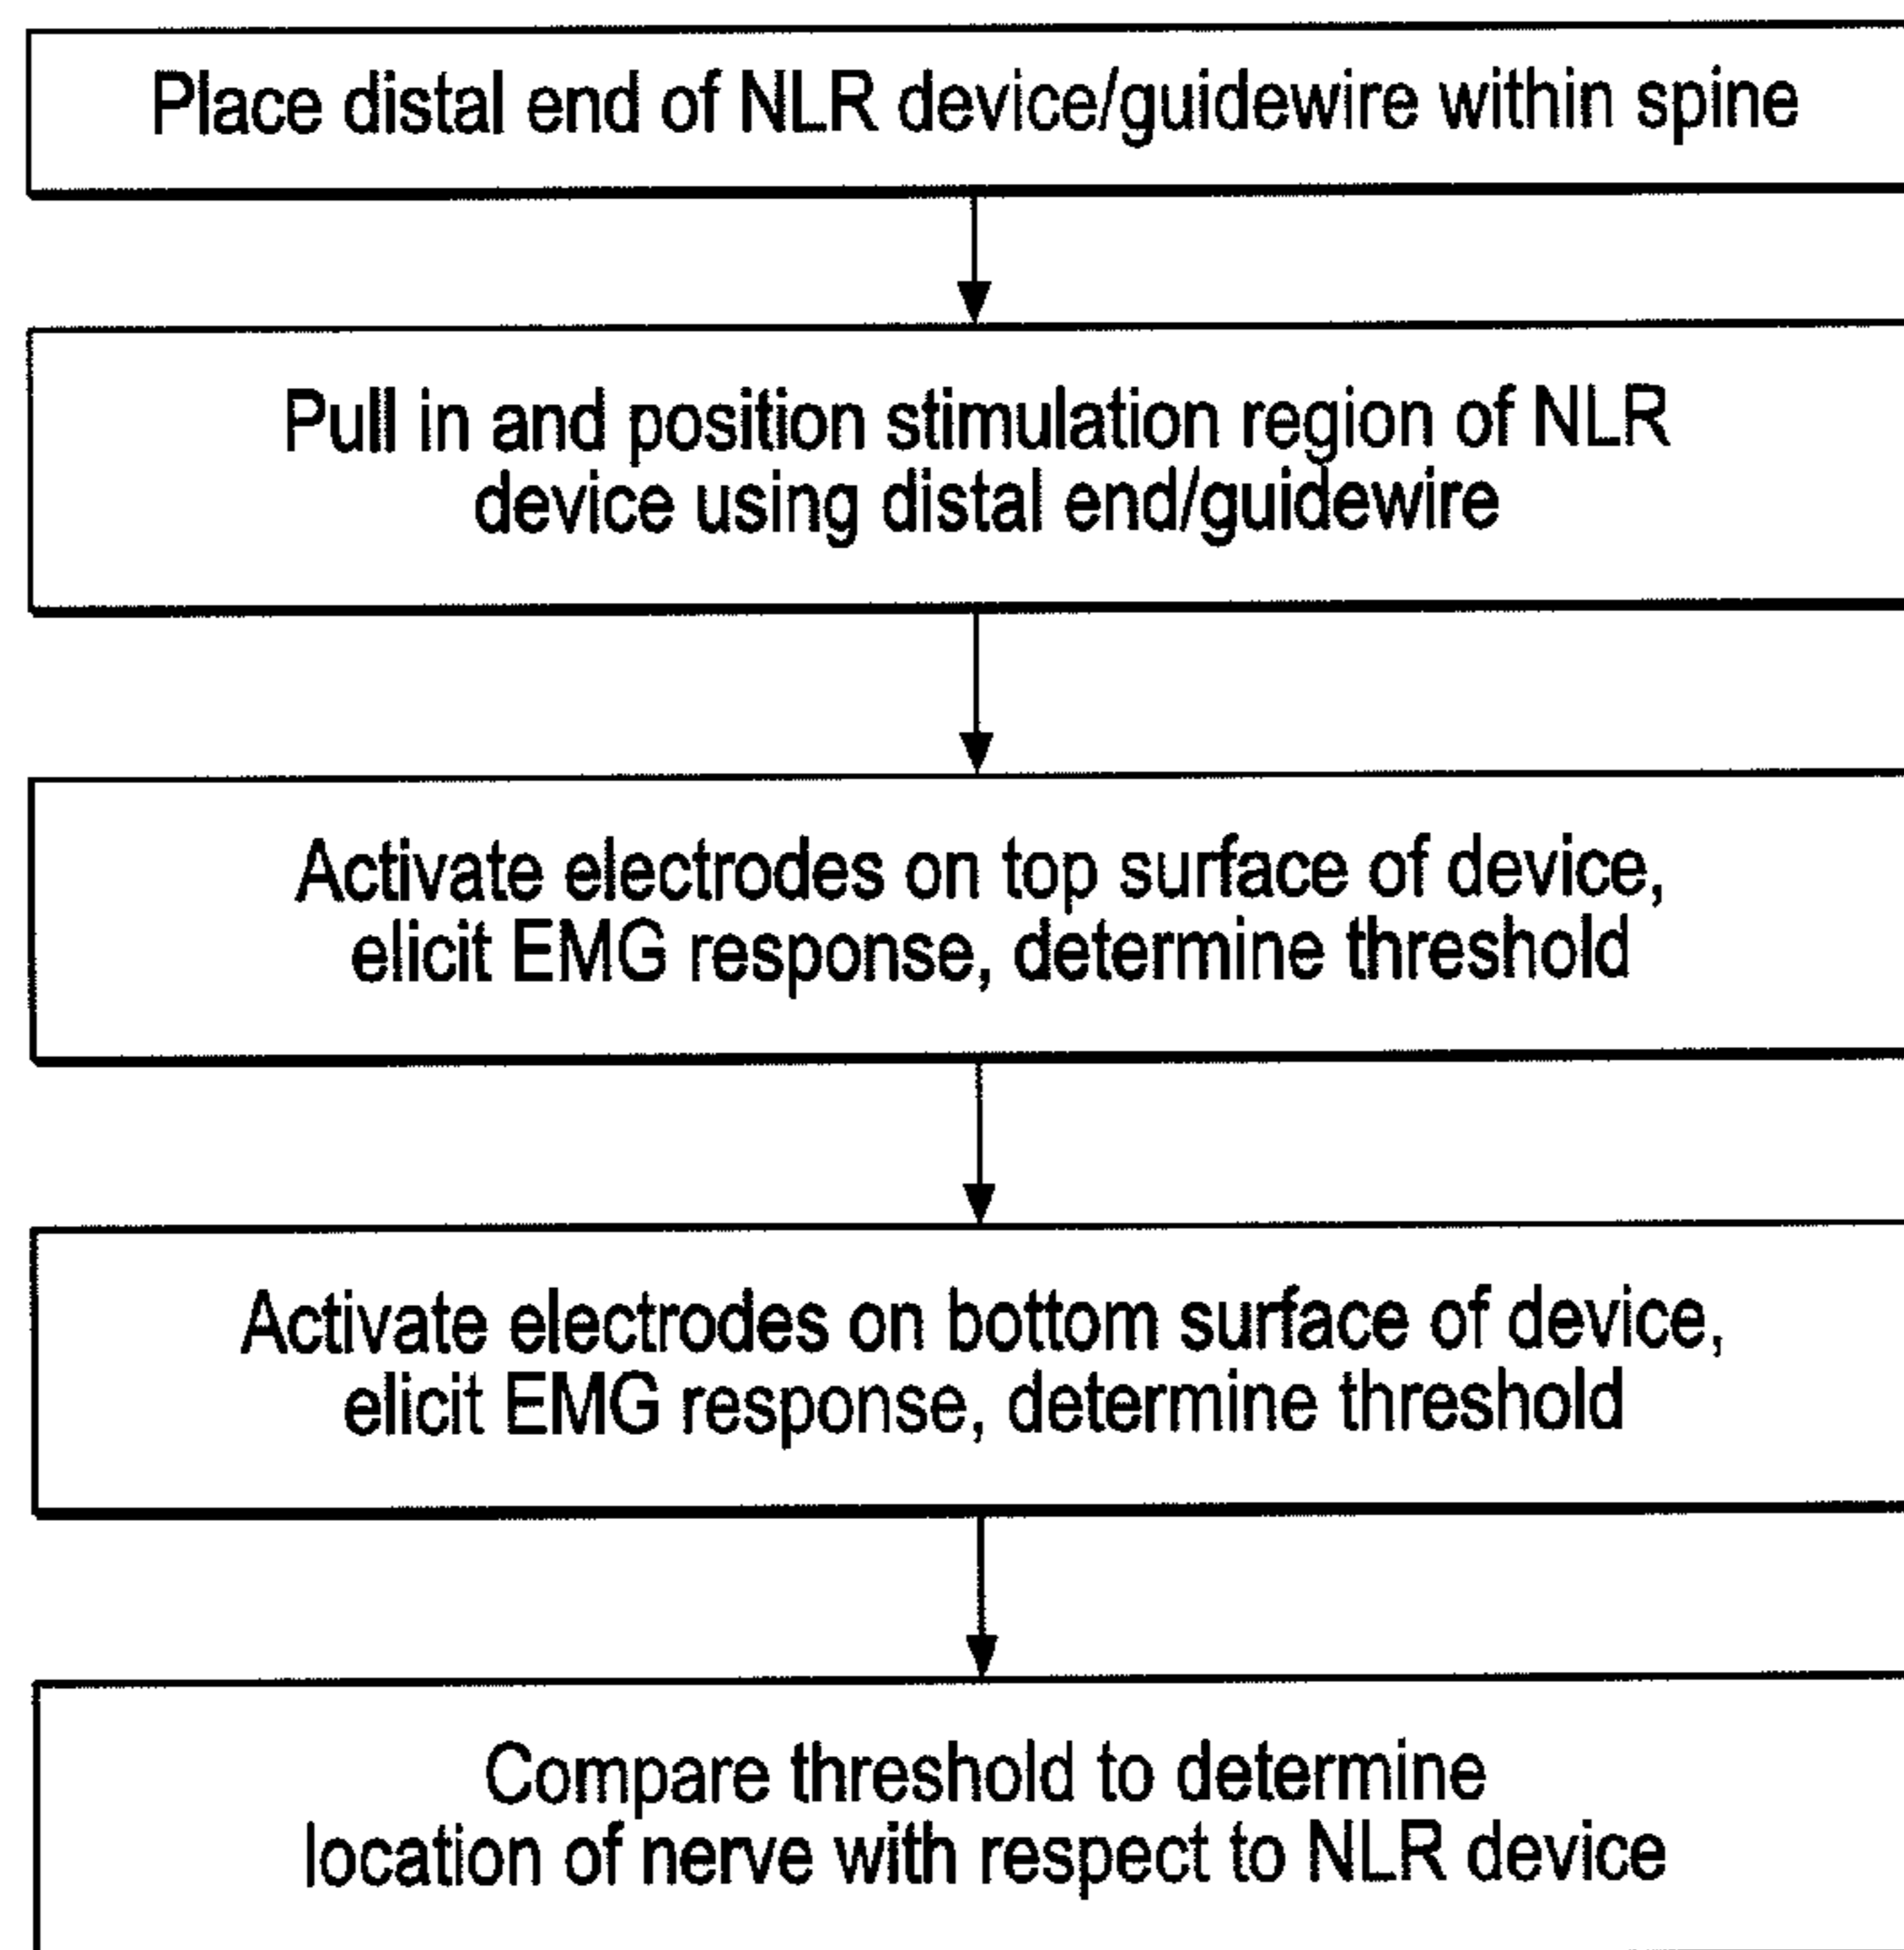 Place distal end of NLR device/guidewire within spine
Pull in and position stimulation region of NLR
device using distal end/guidewire
Activate electrodes on top surface of device,
elicit EMG response, determine threshold
Activate electrodes on bottom surface of device,
elicit EMG response, determine threshold
Compare threshold to determine
location of nerve with respect to NLR device